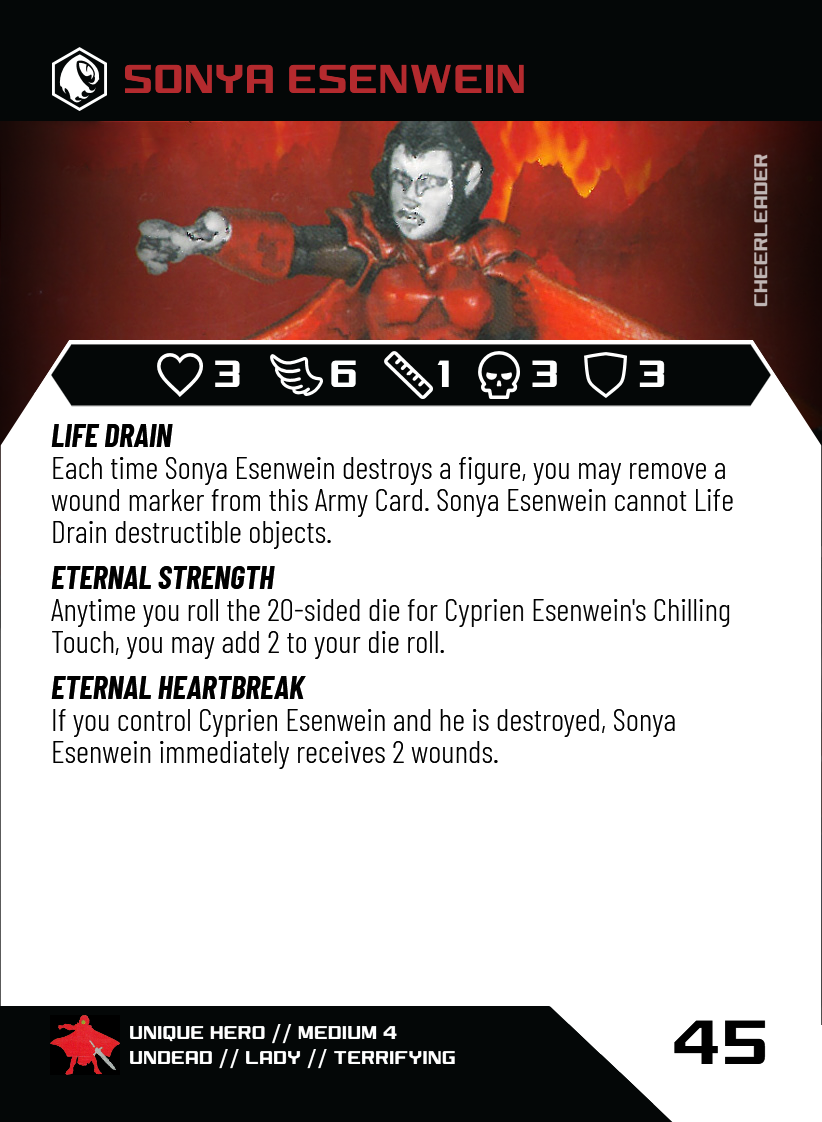 SONYA ESENWEIN
CHEERLEADER
3 6 1 3 3
LIFE DRAIN
Each time Sonya Esenwein destroys a figure, you may remove a
wound marker from this Army Card. Sonya Esenwein cannot Life
Drain destructible objects.
ETERNAL STRENGTH
Anytime you roll the 20-sided die for Cyprien Esenwein's Chilling
Touch, you may add 2 to your die roll.
ETERNAL HEARTBREAK
If you control Cyprien Esenwein and he is destroyed, Sonya
Esenwein immediately receives 2 wounds.
UNIQUE HERO // MEDIUM 4
UNDEAD // LADY // TERRIFYING
45